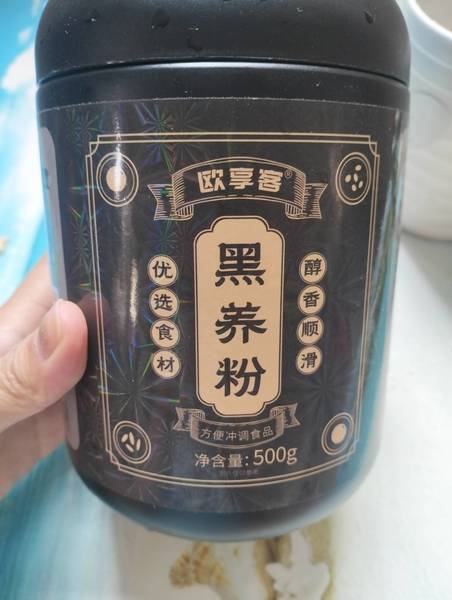 欧享客®
黑养粉
优选食材
醇香顺滑
方便冲调食品
净含量:500g